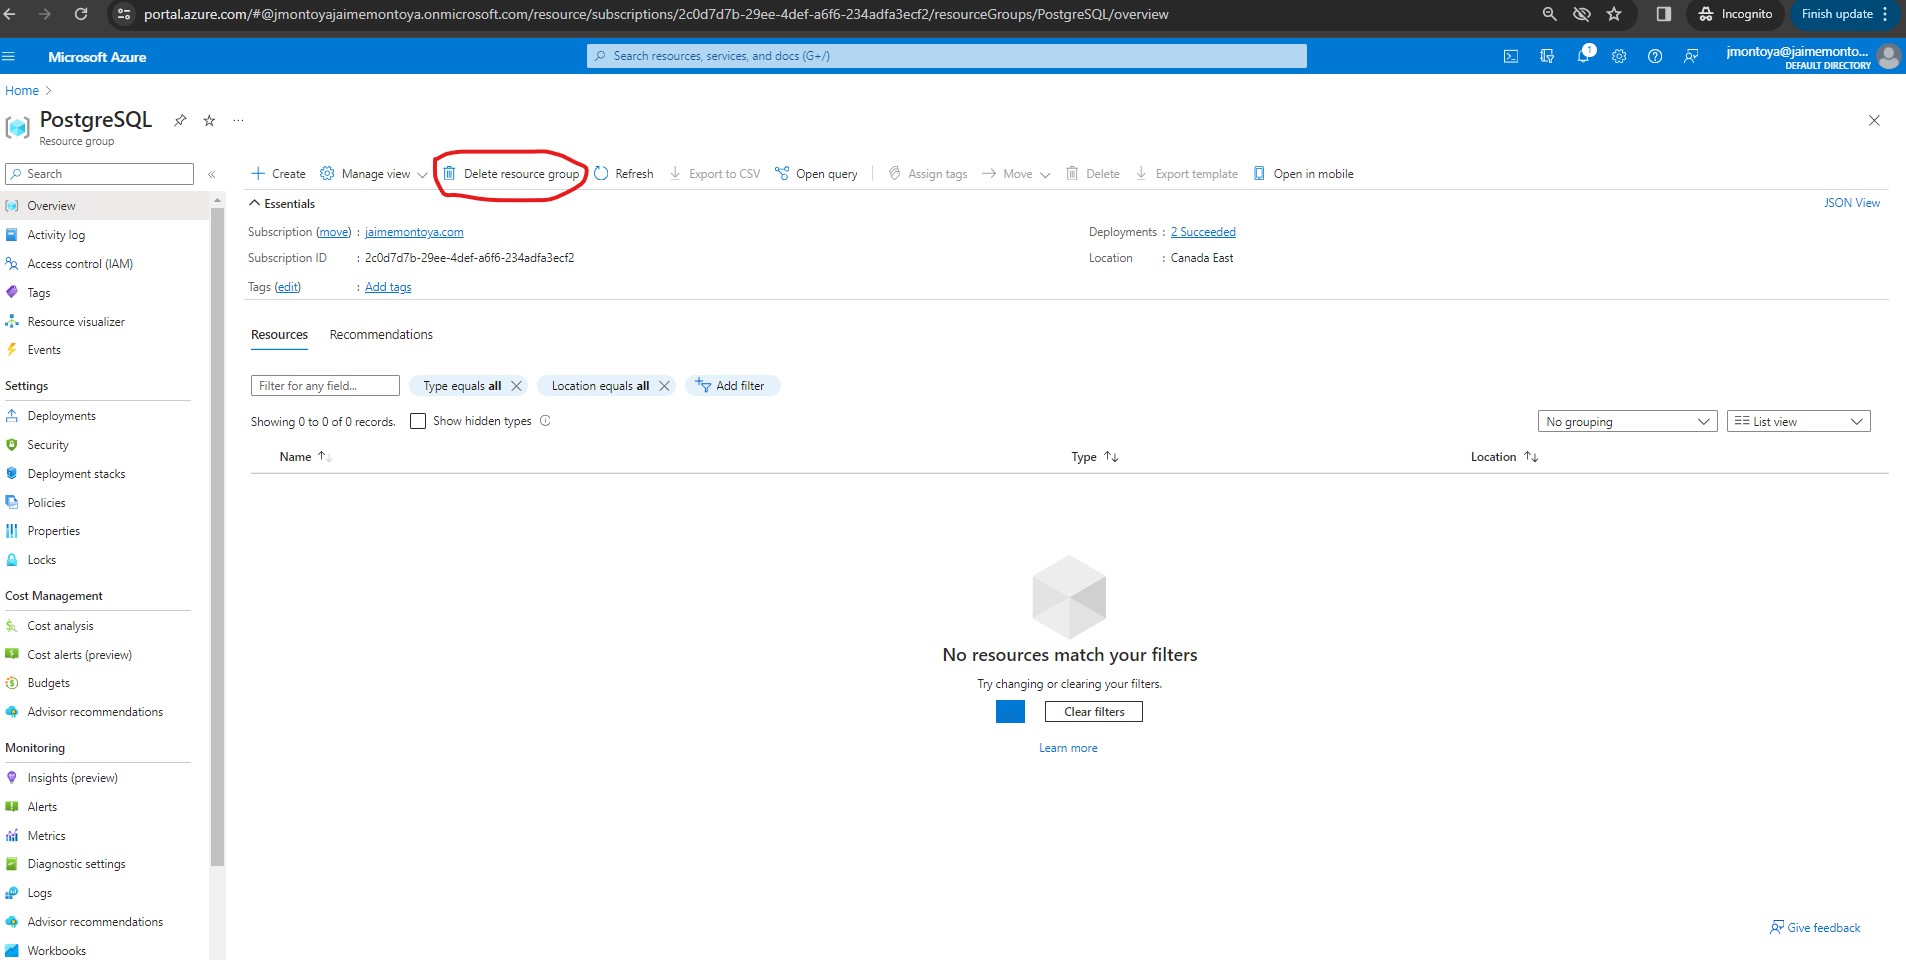 portal.azure.com/#@jmontoyajaimemontoya.onmicrosoft.com/resource/subscriptions/2c0d7d7b-29ee-4def-a6f6-234adfa3ecf2/resourceGroups/PostgreSQL/overview
Incognito
Finish update
Microsoft Azure
Search resources, services, and docs (G+/)
1
jmontoya@jaimemonto...
DEFAULT DIRECTORY
Home
PostgreSQL
Resource group
Search
Create
Manage view
Delete resource group
Refresh
Export to CSV
Open query
Assign tags
Move
Delete
Export template
Open in mobile
Overview
Activity log
Access control (IAM)
Tags
Resource visualizer
Events
Settings
Deployments
Security
Deployment stacks
Policies
Properties
Locks
Cost Management
Cost analysis
Cost alerts (preview)
Budgets
Advisor recommendations
Monitoring
Insights (preview)
Alerts
Metrics
Diagnostic settings
Logs
Advisor recommendations
Workbooks
Essentials
JSON View
Subscription (move) : jaimemontoya.com
Deployments : 2 Succeeded
Subscription ID : 2c0d7d7b-29ee-4def-a6f6-234adfa3ecf2
Location : Canada East
Tags (edit) : Add tags
Resources
Recommendations
Filter for any field...
Type equals all
Location equals all
Add filter
Showing 0 to 0 of 0 records.
Show hidden types
No grouping
List view
Name
Type
Location
No resources match your filters
Try changing or clearing your filters.
Clear filters
Learn more
Give feedback